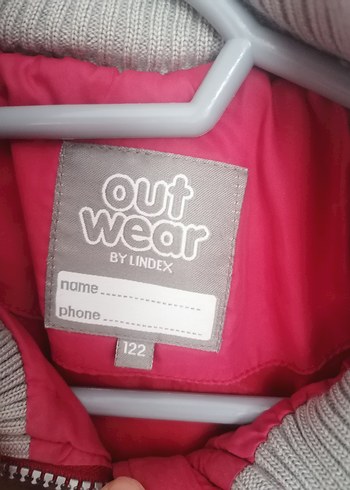 out
wear
BY LINDEX
name
phone
122